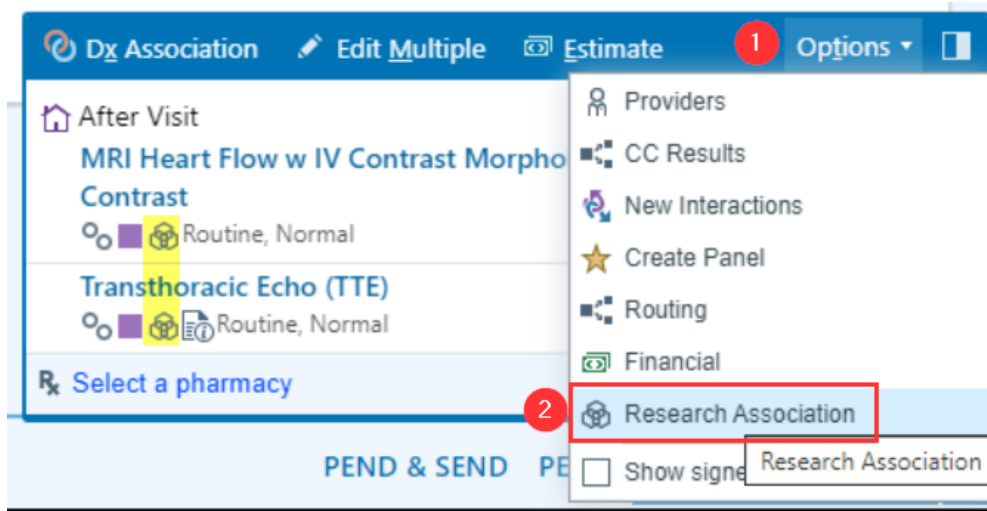 Dx Association Edit Multiple Estimate 1 Options
After Visit
MRI Heart Flow w IV Contrast Morpho
Contrast
Routine, Normal
Transthoracic Echo (TTE)
Routine, Normal
Rx Select a pharmacy
PEND & SEND PE
Providers
CC Results
New Interactions
Create Panel
Routing
Financial
2 Research Association
Show signe
Research Association